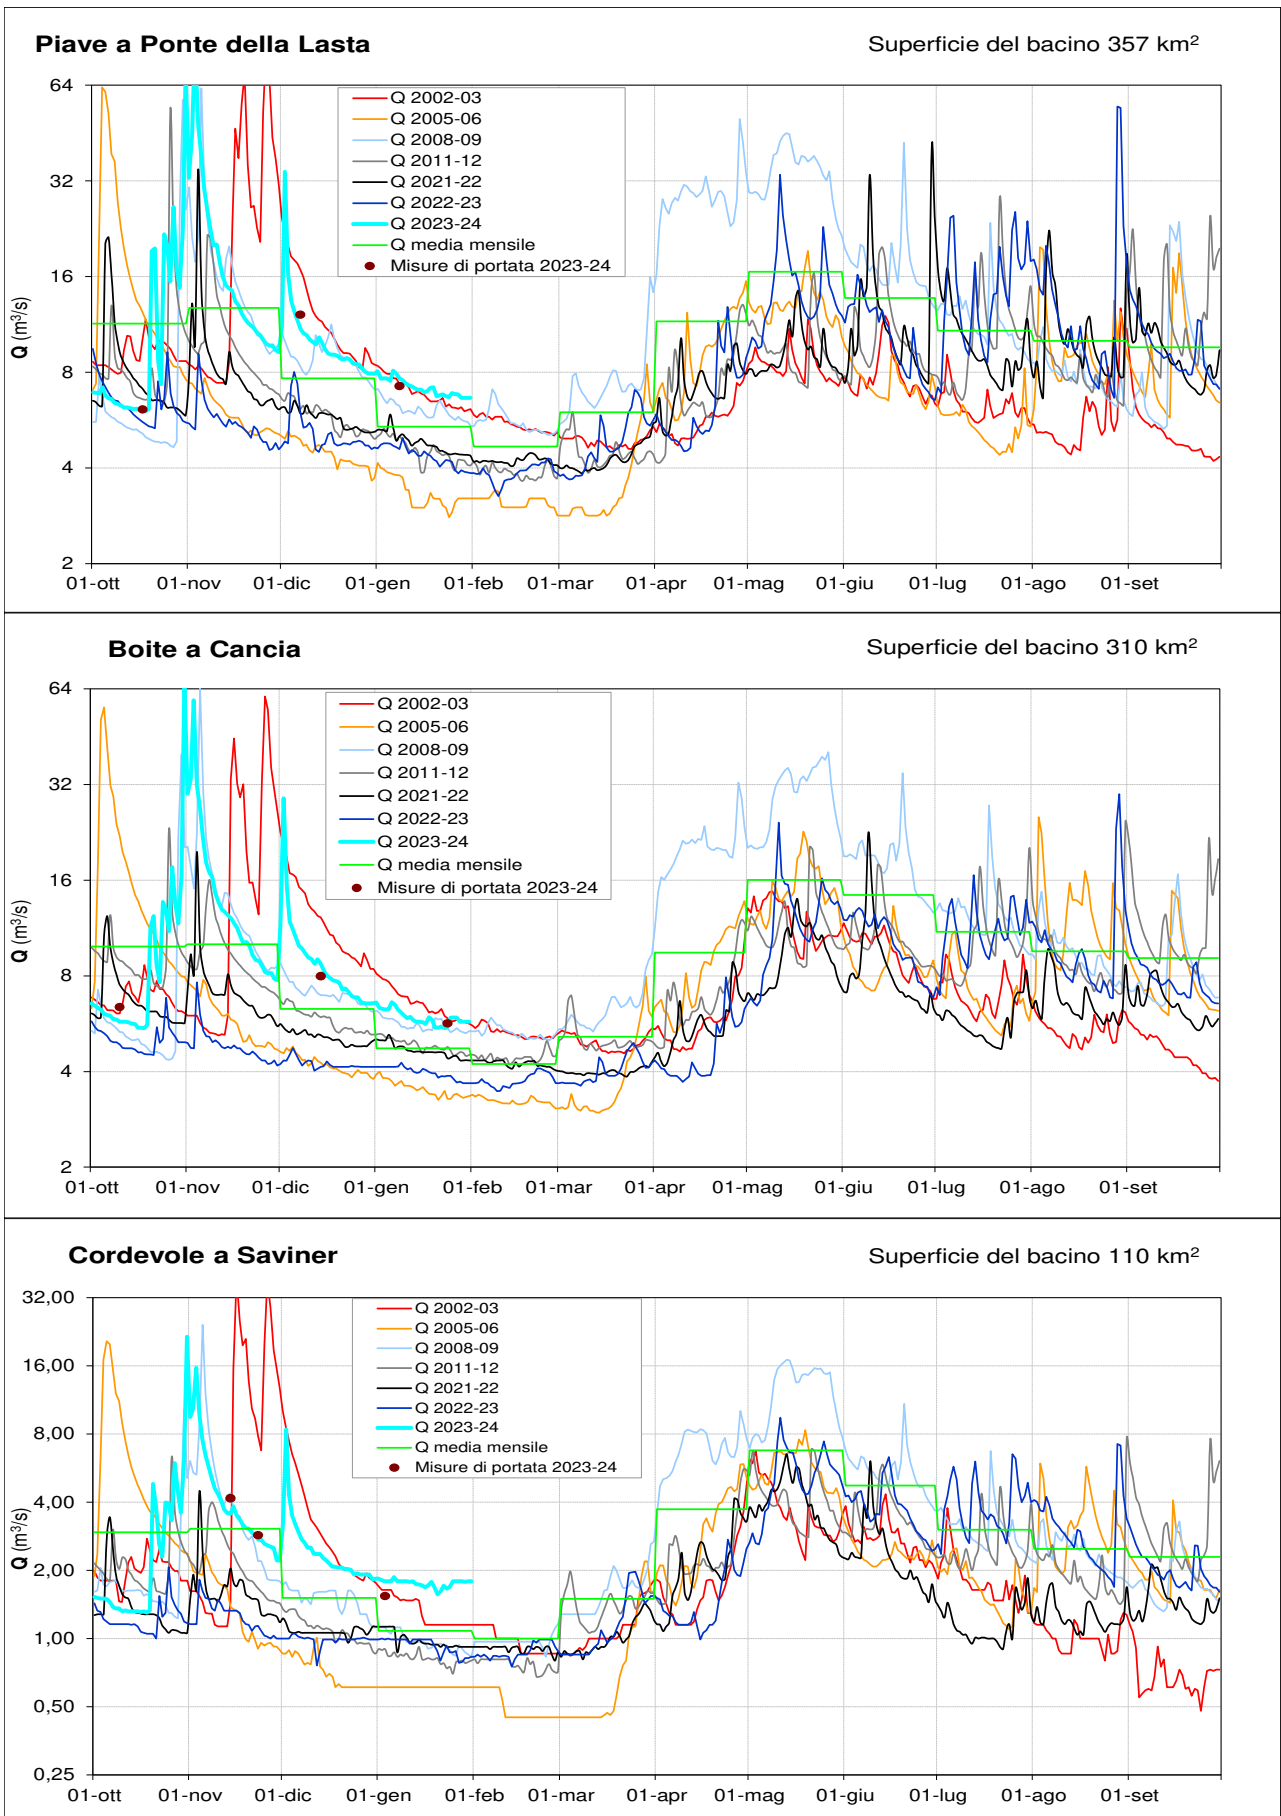 Piave a Ponte della Lasta
Superficie del bacino 357 km²
Q (m³/s)
64
32
16
8
4
2
Q 2002-03
Q 2005-06
Q 2008-09
Q 2011-12
Q 2021-22
Q 2022-23
Q 2023-24
Q media mensile
Misure di portata 2023-24
01-ott 01-nov 01-dic 01-gen 01-feb 01-mar 01-apr 01-mag 01-giu 01-lug 01-ago 01-set
Boite a Cancia
Superficie del bacino 310 km²
Q (m³/s)
64
32
16
8
4
2
Q 2002-03
Q 2005-06
Q 2008-09
Q 2011-12
Q 2021-22
Q 2022-23
Q 2023-24
Q media mensile
Misure di portata 2023-24
01-ott 01-nov 01-dic 01-gen 01-feb 01-mar 01-apr 01-mag 01-giu 01-lug 01-ago 01-set
Cordevole a Saviner
Superficie del bacino 110 km²
Q (m³/s)
32,00
16,00
8,00
4,00
2,00
1,00
0,50
0,25
Q 2002-03
Q 2005-06
Q 2008-09
Q 2011-12
Q 2021-22
Q 2022-23
Q 2023-24
Q media mensile
Misure di portata 2023-24
01-ott 01-nov 01-dic 01-gen 01-feb 01-mar 01-apr 01-mag 01-giu 01-lug 01-ago 01-set